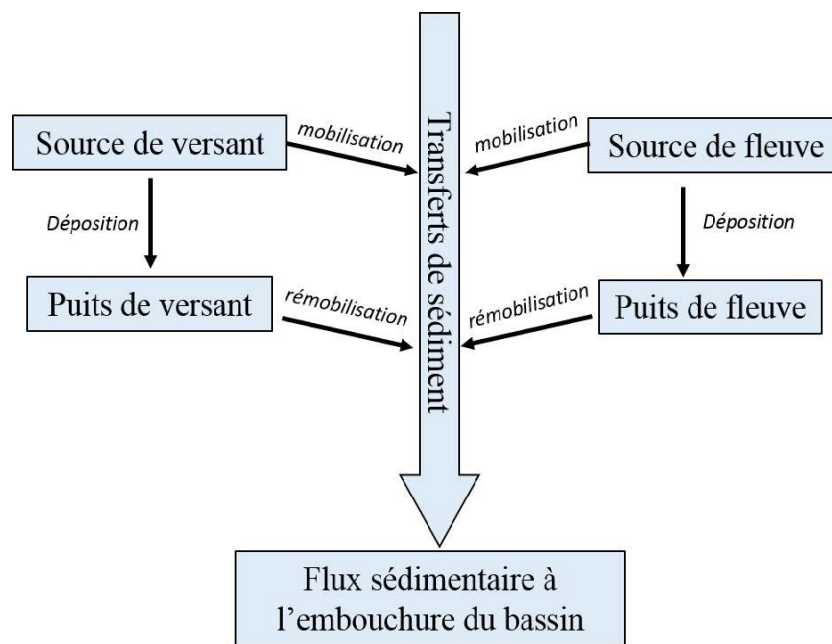 mobilisation
mobilisation
Source de versant
Source de fleuve
Transferts de sédiment
Déposition
Déposition
Puits de versant
rémobilisation
rémobilisation
Puits de fleuve
Flux sédimentaire à
l’embouchure du bassin